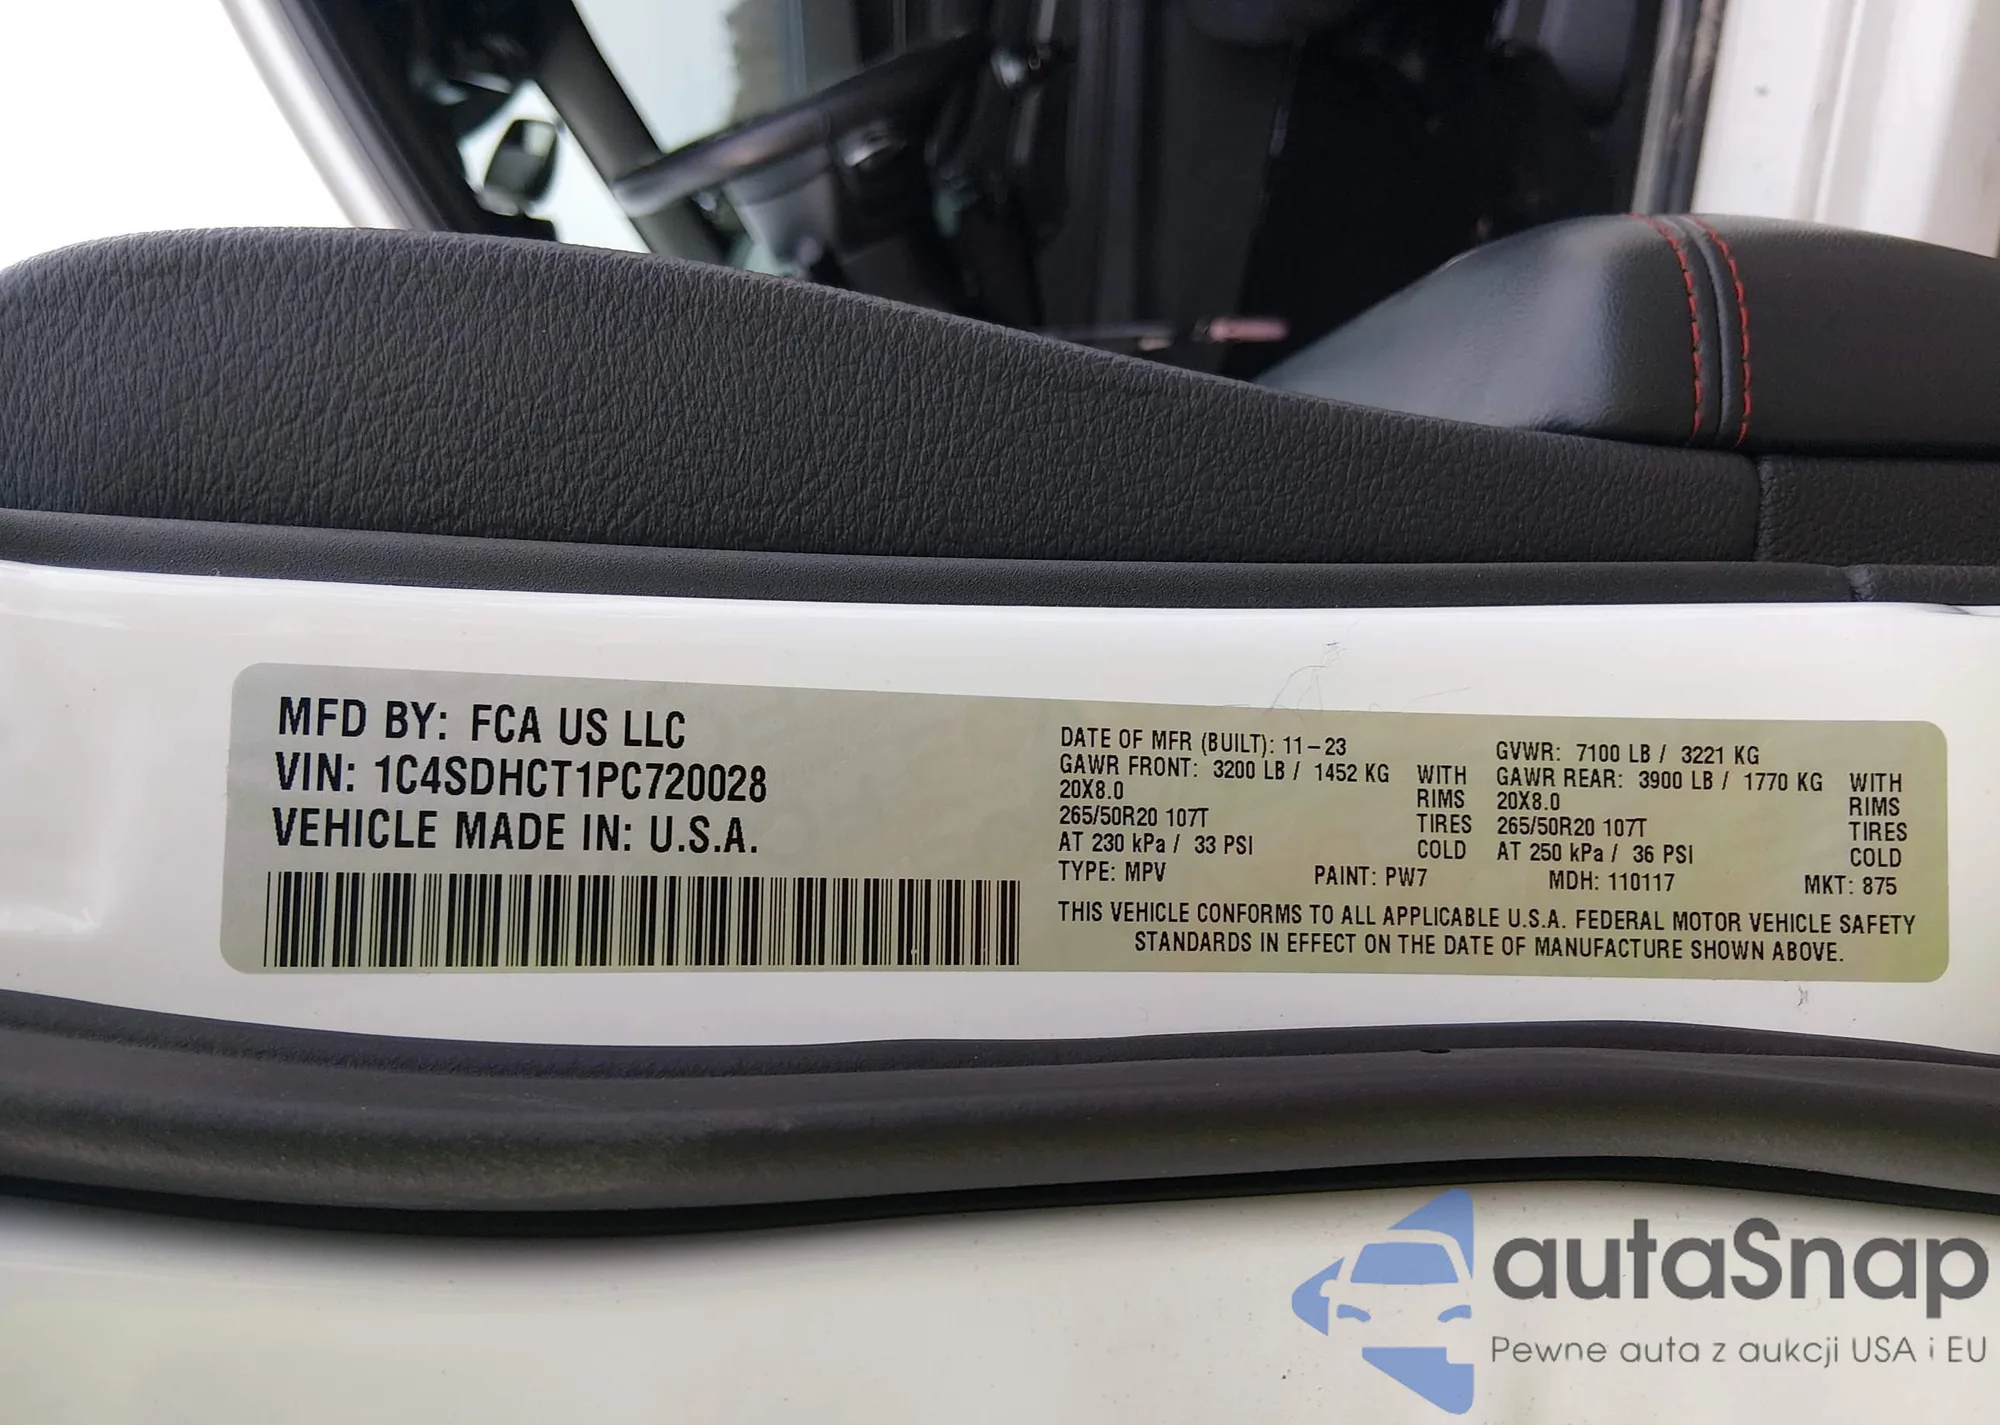 MFD BY: FCA US LLC
VIN: 1C4SDHCT1PC720028
VEHICLE MADE IN: U.S.A.
DATE OF MFR (BUILT): 11-23
GAWR FRONT: 3200 LB / 1452 KG WITH
20X8.0 RIMS
265/50R20 107T TIRES
AT 230 kPa / 33 PSI COLD
GVWR: 7100 LB / 3221 KG
GAWR REAR: 3900 LB / 1770 KG WITH
20X8.0 RIMS
265/50R20 107T TIRES
AT 250 kPa / 36 PSI COLD
TYPE: MPV PAINT: PW7 MDH: 110117 MKT: 875
THIS VEHICLE CONFORMS TO ALL APPLICABLE U.S.A. FEDERAL MOTOR VEHICLE SAFETY
STANDARDS IN EFFECT ON THE DATE OF MANUFACTURE SHOWN ABOVE.
autaSnap
Pewne auta z aukcji USA i EU